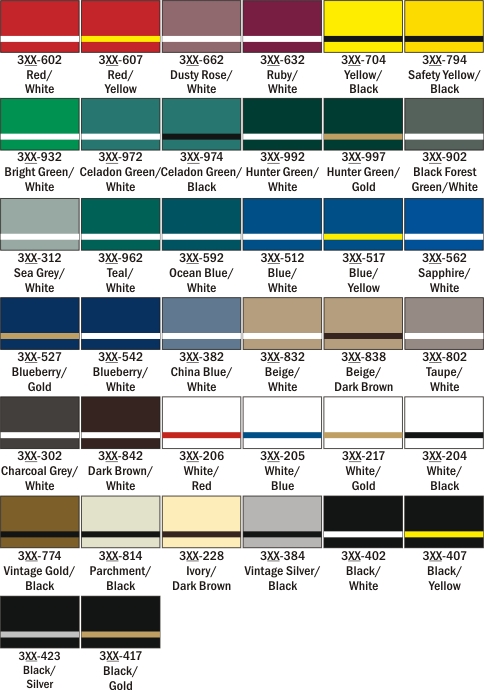 3XX-602 3XX-607 3XX-662 3XX-632 3XX-704 3XX-794
Red/ Red/ Dusty Rose/ Ruby/ Yellow/ Safety Yellow/
White Yellow White White Black Black
3XX-932 3XX-972 3XX-974 3XX-992 3XX-997 3XX-902
Bright Green/ Celadon Green/ Celadon Green/ Hunter Green/ Hunter Green/ Black Forest
White White Black White Gold Green/White
3XX-312 3XX-962 3XX-592 3XX-512 3XX-517 3XX-562
Sea Grey/ Teal/ Ocean Blue/ Blue/ Blue/ Sapphire/
White White White White Yellow White
3XX-527 3XX-542 3XX-382 3XX-832 3XX-838 3XX-802
Blueberry/ Blueberry/ China Blue/ Beige/ Beige/ Taupe/
Gold White White White Dark Brown White
3XX-302 3XX-842 3XX-206 3XX-205 3XX-217 3XX-204
Charcoal Grey/ Dark Brown/ White/ White/ White/ White/
White White Red Blue Gold Black
3XX-774 3XX-814 3XX-228 3XX-384 3XX-402 3XX-407
Vintage Gold/ Parchment/ Ivory/ Vintage Silver/ Black/ Black/
Black Black Dark Brown Black White Yellow
3XX-423 3XX-417
Black/ Black/
Silver Gold